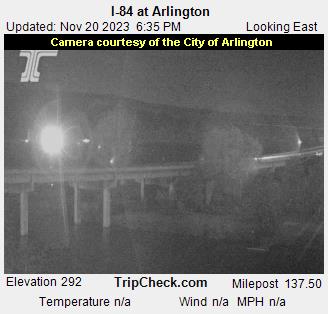 I-84 at Arlington
Updated: Nov 20 2023 6:35 PM Looking East
Camera courtesy of the City of Arlington
Elevation 292 TripCheck.com Milepost 137.50
Temperature n/a Wind n/a MPH n/a